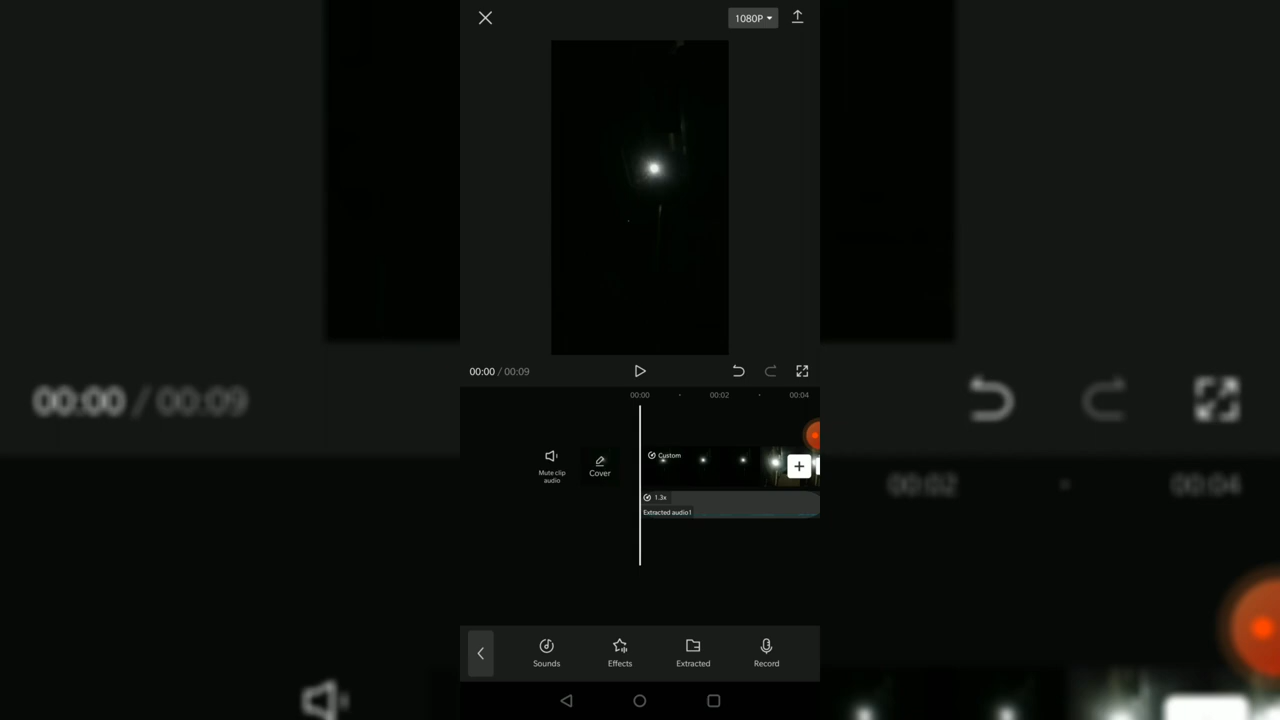 1080P
00:00 / 00:09
00:00
00:02
00:04
Custom
Mute clip
audio
Cover
1.3x
Extracted audio1
Sounds
Effects
Extracted
Record
00:00 / 00:09
00:02
00:04